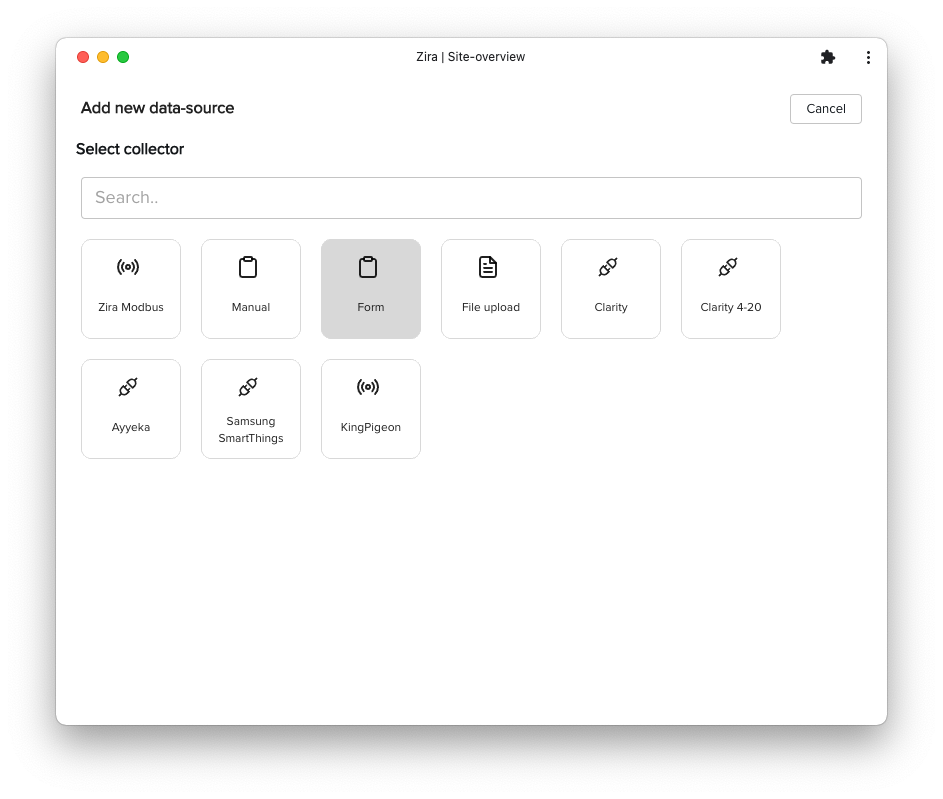 Zira | Site-overview
Add new data-source
Cancel
Select collector
Search..
Zira Modbus
Manual
Form
File upload
Clarity
Clarity 4-20
Ayyeka
Samsung
SmartThings
KingPigeon